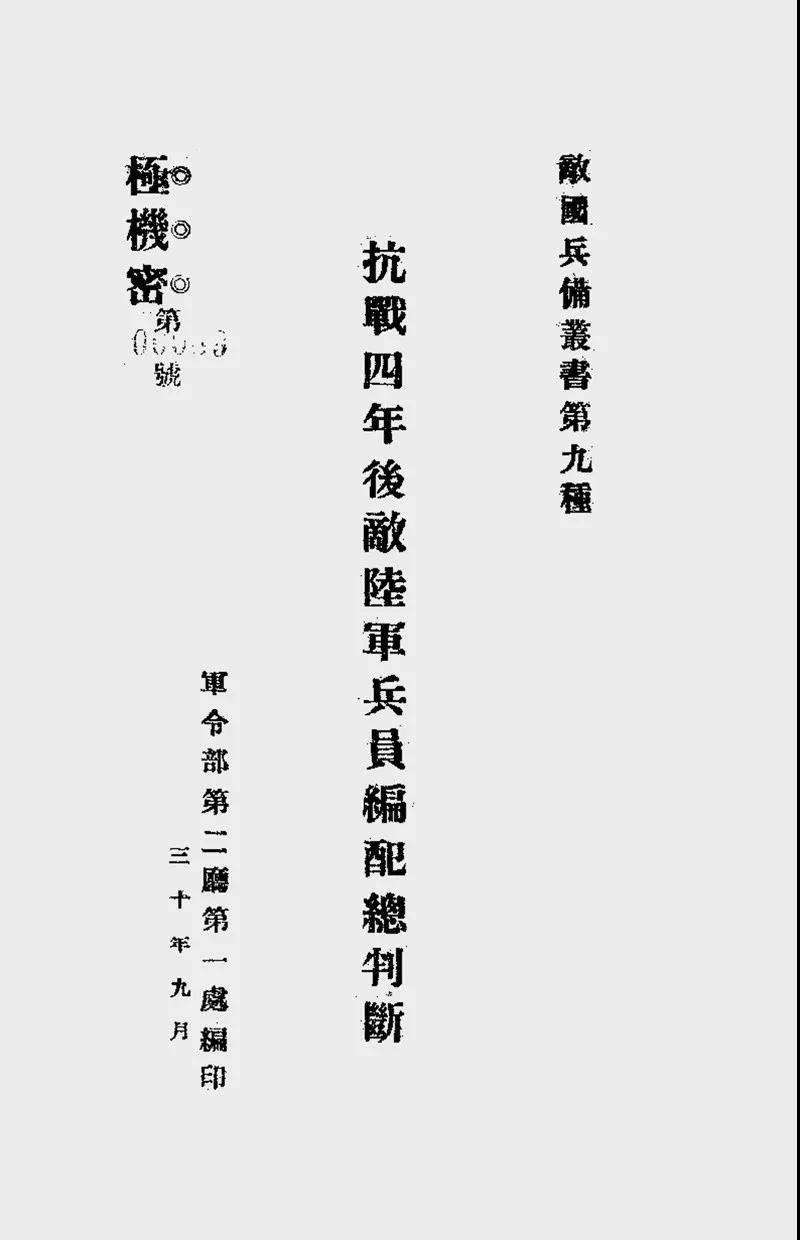 敵國兵備叢書第九種
抗戰四年後敵陸軍兵員編配總判斷
極機密
第
號
軍令部第二廳第一處編印
三十年九月